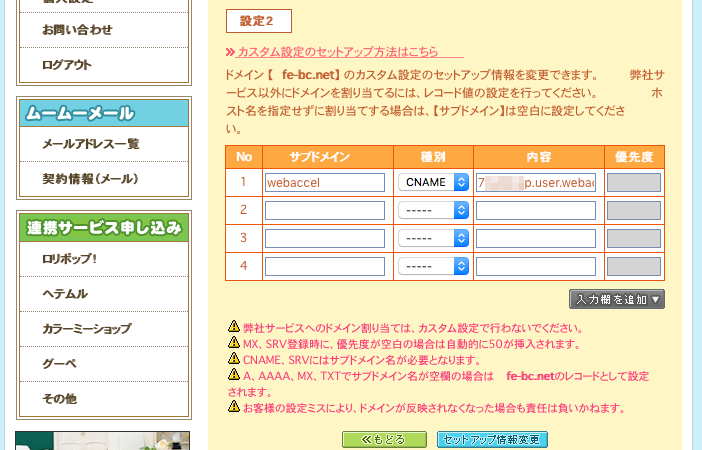 お問い合わせ
ログアウト
ムームーメール
メールアドレス一覧
契約情報(メール)
連携サービス申し込み
ロリポップ!
ヘテムル
カラーミーショップ
グーペ
その他
設定2
カスタム設定のセットアップ方法はこちら
ドメイン【 fe-bc.net】のカスタム設定のセットアップ情報を変更できます。 弊社サ
ービス以外にドメインを割り当てるには、レコード値の設定を行ってください。 ホ
スト名を指定せずに割り当てする場合は、【サブドメイン】は空白に設定してくださ
い。
No サブドメイン 種別 内容 優先度
1 webaccel CNAME 7 p.user.webac
2 -----
3 -----
4 -----
入力欄を追加▼
弊社サービスへのドメイン割り当ては、カスタム設定で行わないでください。
MX、SRV登録時に、優先度が空白の場合は自動的に50が挿入されます。
CNAME、SRVにはサブドメイン名が必要となります。
A、AAAA、MX、TXTでサブドメイン名が空欄の場合は fe-bc.netのレコードとして設定
されます。
お客様の設定ミスにより、ドメインが反映されなくなった場合も責任は負いかねます。
≪もどる セットアップ情報変更